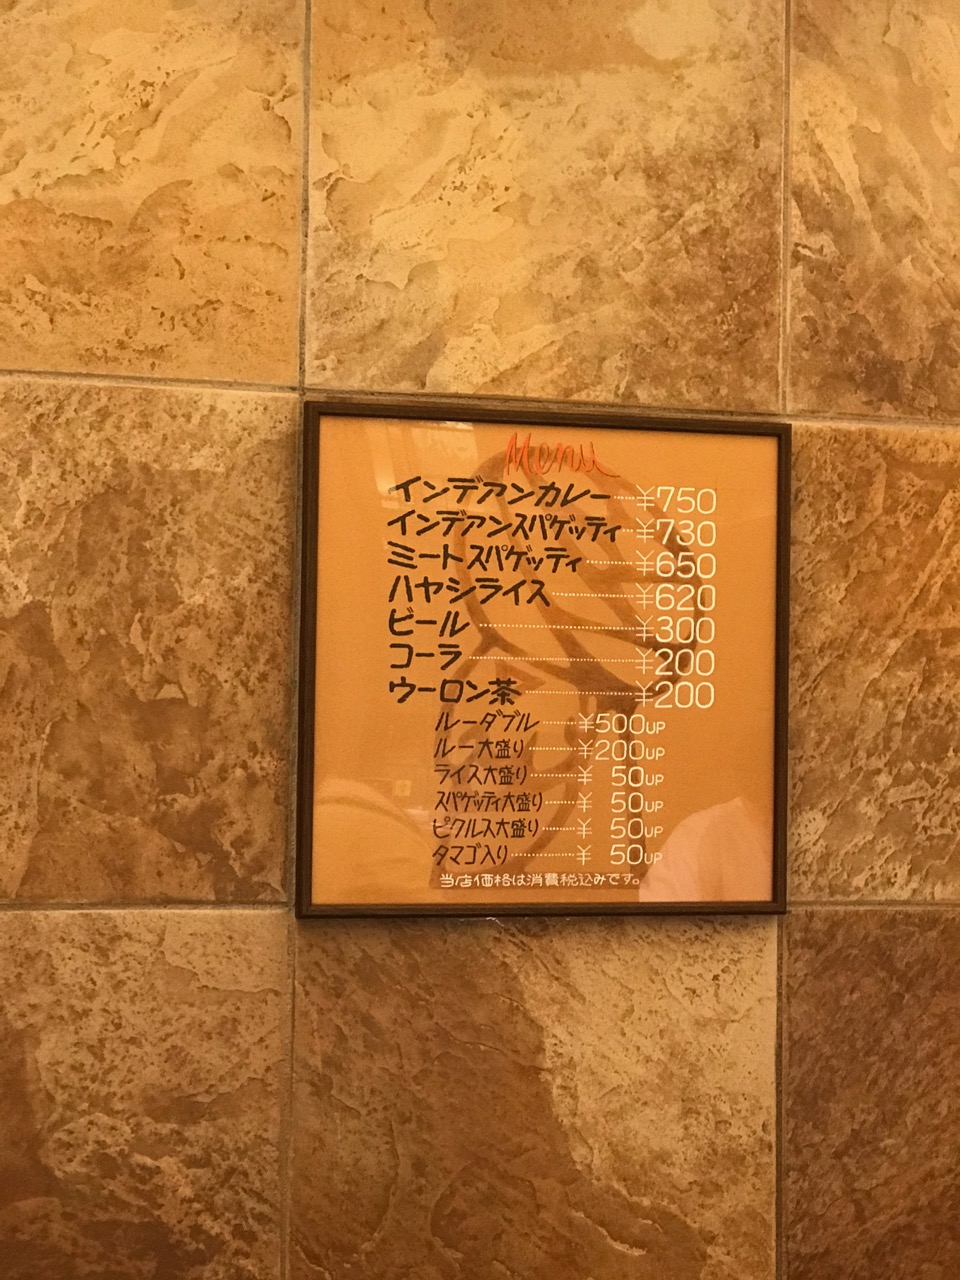 Menu
インデアンカレー……¥750
インデアンスパゲッティ…¥730
ミートスパゲッティ……¥650
ハヤシライス……¥620
ビール……¥300
コーラ……¥200
ウーロン茶……¥200
ルーダブル……¥500UP
ルー大盛り……¥200UP
ライス大盛り……¥ 50UP
スパゲッティ大盛り……¥ 50UP
ピクルス大盛り……¥ 50UP
タマゴ入り……¥ 50UP
当店価格は消費税込みです。